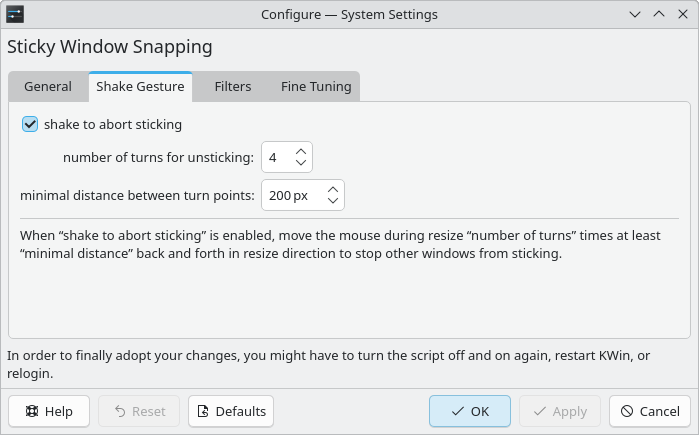 Configure — System Settings
Sticky Window Snapping
General Shake Gesture Filters Fine Tuning
shake to abort sticking
number of turns for unsticking: 4
minimal distance between turn points: 200 px
When “shake to abort sticking” is enabled, move the mouse during resize “number of turns” times at least
“minimal distance” back and forth in resize direction to stop other windows from sticking.
In order to finally adopt your changes, you might have to turn the script off and on again, restart KWin, or
relogin.
Help Reset Defaults OK Apply Cancel